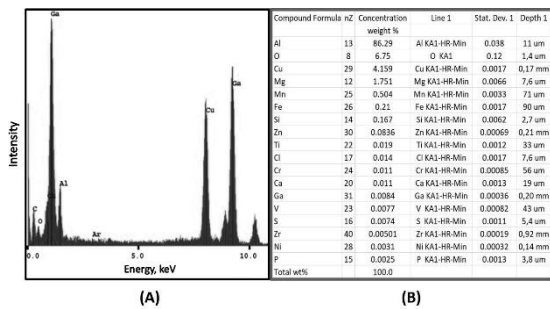 Ga
Ga
Cu
Al
C
O
Ar
Intensity
0.0
5.0
10.0
Energy, keV
(A)
Compound Formula nZ Concentration Line 1 Stat. Dev. 1 Depth 1
weight %
Al 13 86.29 Al KA1-HR-Min 0.038 11 um
O 8 6.75 O KA1 0.12 1,4 um
Cu 29 4.159 Cu KA1-HR-Min 0.0017 0,17 mm
Mg 12 1.751 Mg KA1-HR-Min 0.0066 7,6 um
Mn 25 0.504 Mn KA1-HR-Min 0.0033 71 um
Fe 26 0.21 Fe KA1-HR-Min 0.0017 90 um
Si 14 0.167 Si KA1-HR-Min 0.0062 2,7 um
Zn 30 0.0836 Zn KA1-HR-Min 0.00069 0,21 mm
Ti 22 0.019 Ti KA1-HR-Min 0.0012 33 um
Cl 17 0.014 Cl KA1-HR-Min 0.0017 7,6 um
Cr 24 0.011 Cr KA1-HR-Min 0.00085 56 um
Ca 20 0.011 Ca KA1-HR-Min 0.0013 19 um
Ga 31 0.0084 Ga KA1-HR-Min 0.00036 0,20 mm
V 23 0.0077 V KA1-HR-Min 0.00082 43 um
S 16 0.0074 S KA1-HR-Min 0.0011 5,4 um
Zr 40 0.00501 Zr KA1-HR-Min 0.00019 0,92 mm
Ni 28 0.0031 Ni KA1-HR-Min 0.00032 0,14 mm
P 15 0.0025 P KA1-HR-Min 0.0013 3,8 um
Total wt% 100.0
(B)